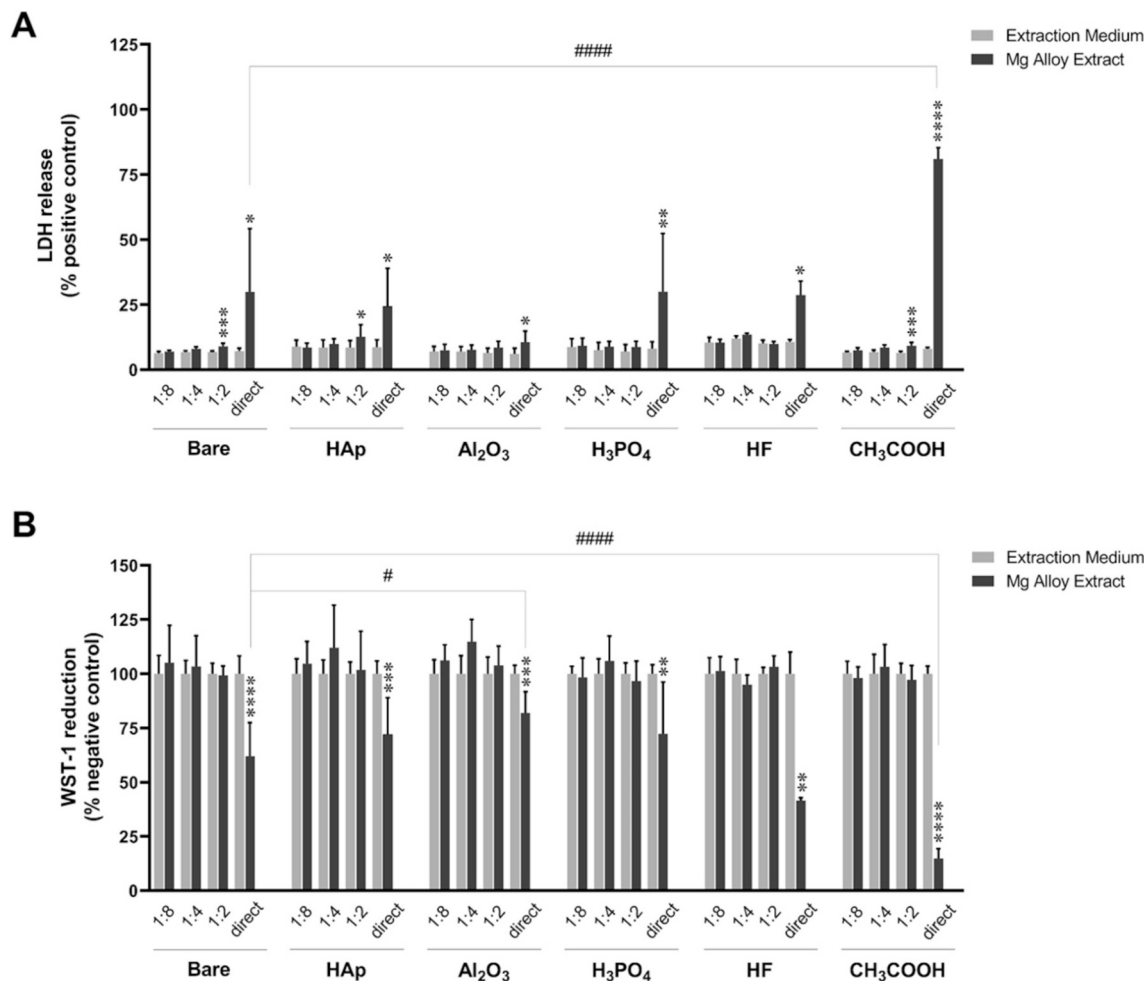 A
LDH release
(% positive control)
125
100
75
50
25
0
####
Extraction Medium
Mg Alloy Extract
***
*
*
*
*
**
*
***
****
1:8 1:4 1:2 direct 1:8 1:4 1:2 direct 1:8 1:4 1:2 direct 1:8 1:4 1:2 direct 1:8 1:4 1:2 direct 1:8 1:4 1:2 direct
Bare HAp Al₂O₃ H₃PO₄ HF CH₃COOH
B
WST-1 reduction
(% negative control)
150
125
100
75
50
25
0
####
#
Extraction Medium
Mg Alloy Extract
****
***
***
**
**
****
1:8 1:4 1:2 direct 1:8 1:4 1:2 direct 1:8 1:4 1:2 direct 1:8 1:4 1:2 direct 1:8 1:4 1:2 direct 1:8 1:4 1:2 direct
Bare HAp Al₂O₃ H₃PO₄ HF CH₃COOH